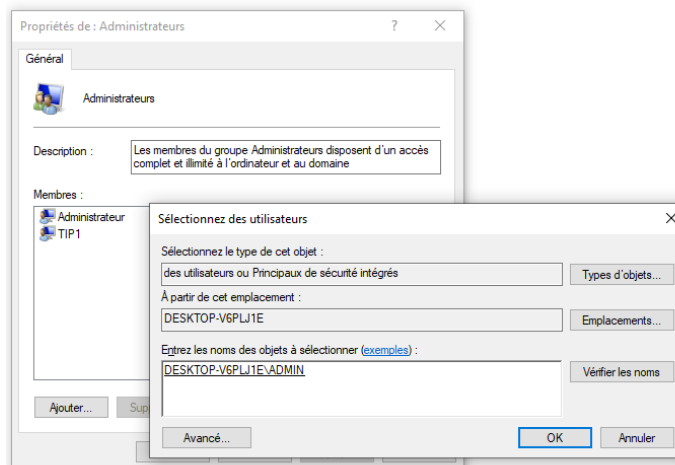 Propriétés de : Administrateurs
Général
Administrateurs
Description :
Les membres du groupe Administrateurs disposent d'un accès
complet et illimité à l'ordinateur et au domaine
Membres :
Administrateur
TIP1
Ajouter...
Sup
Sélectionnez des utilisateurs
Sélectionnez le type de cet objet :
des utilisateurs ou Principaux de sécurité intégrés
Types d'objets...
À partir de cet emplacement :
DESKTOP-V6PLJ1E
Emplacements...
Entrez les noms des objets à sélectionner (exemples) :
DESKTOP-V6PLJ1E\ADMIN
Vérifier les noms
Avancé...
OK
Annuler